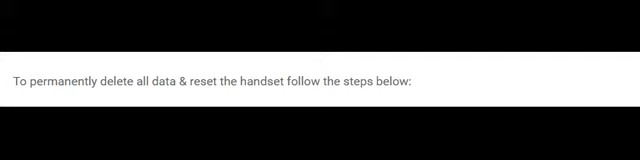 To permanently delete all data & reset the handset follow the steps below: